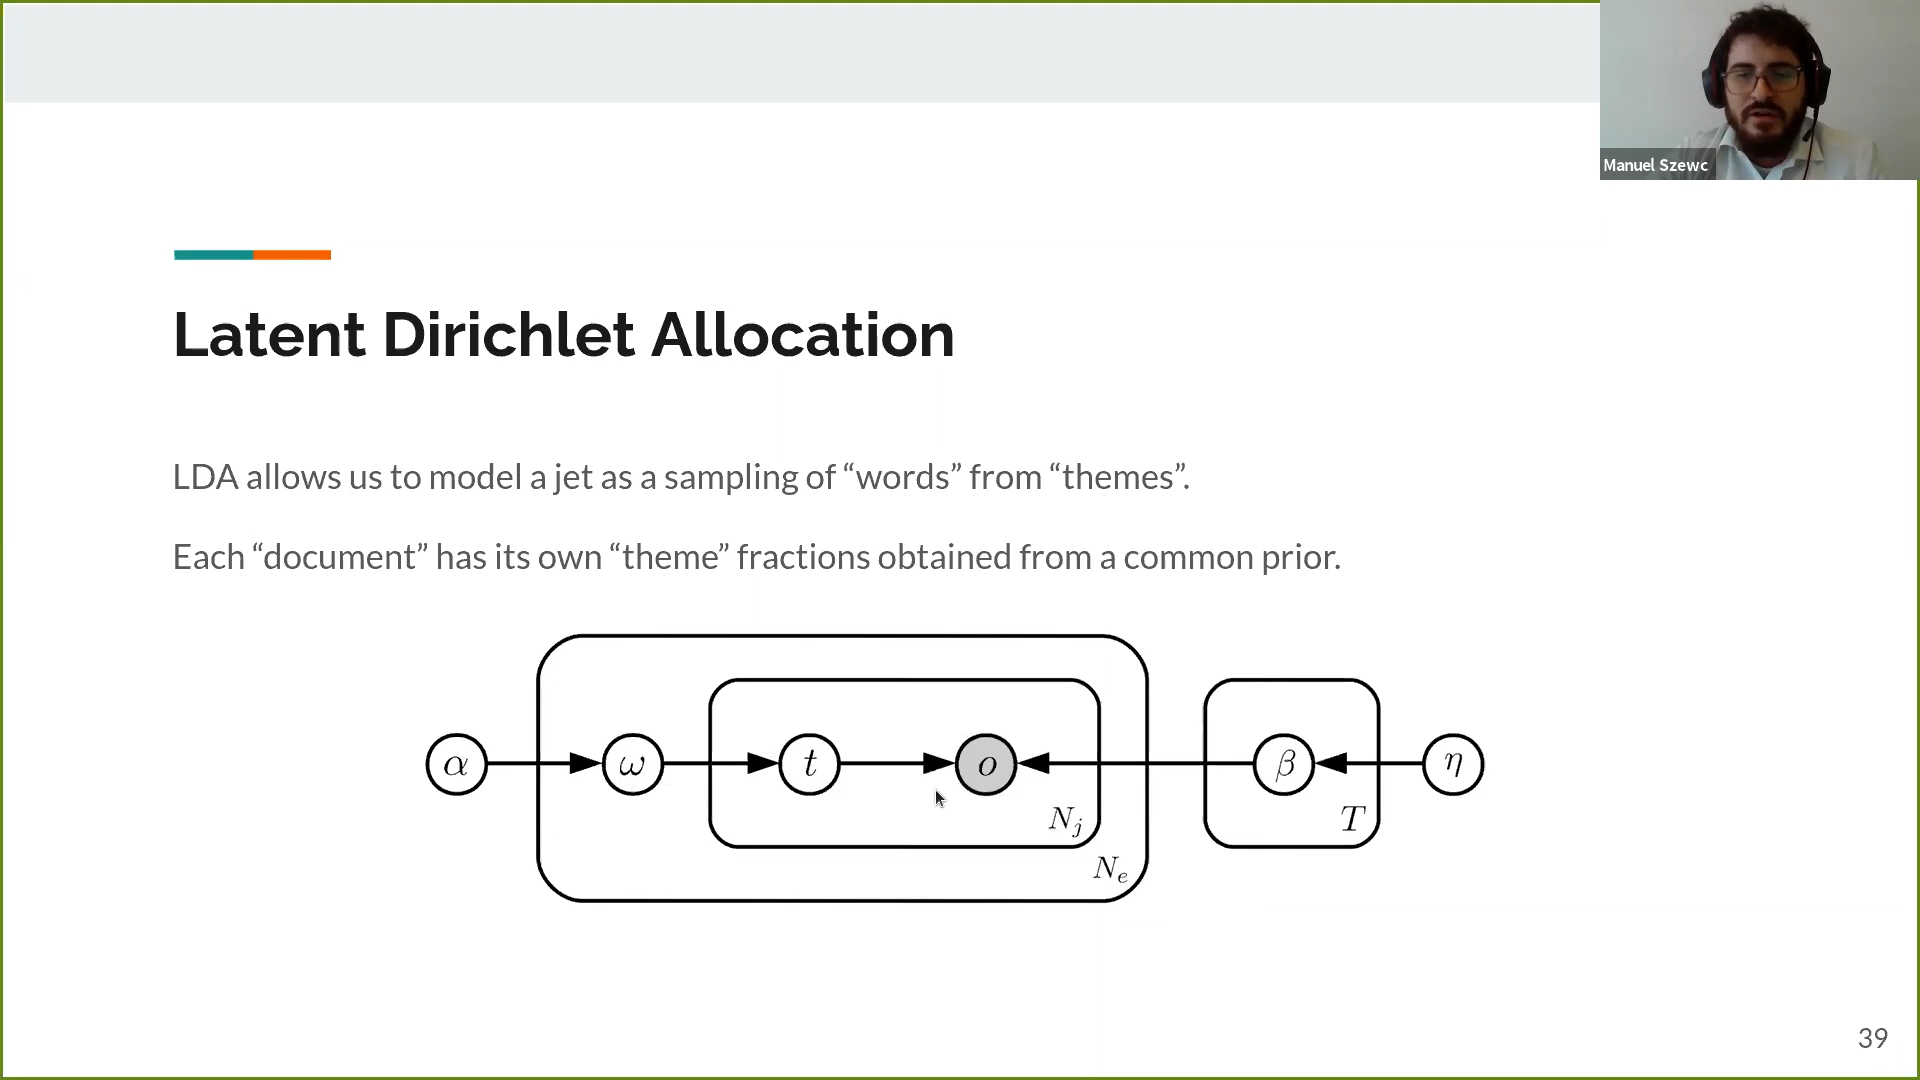 Manuel Szewc
Latent Dirichlet Allocation
LDA allows us to model a jet as a sampling of “words” from “themes”.
Each “document” has its own “theme” fractions obtained from a common prior.
α ω t o β η
N_j T
N_e
39